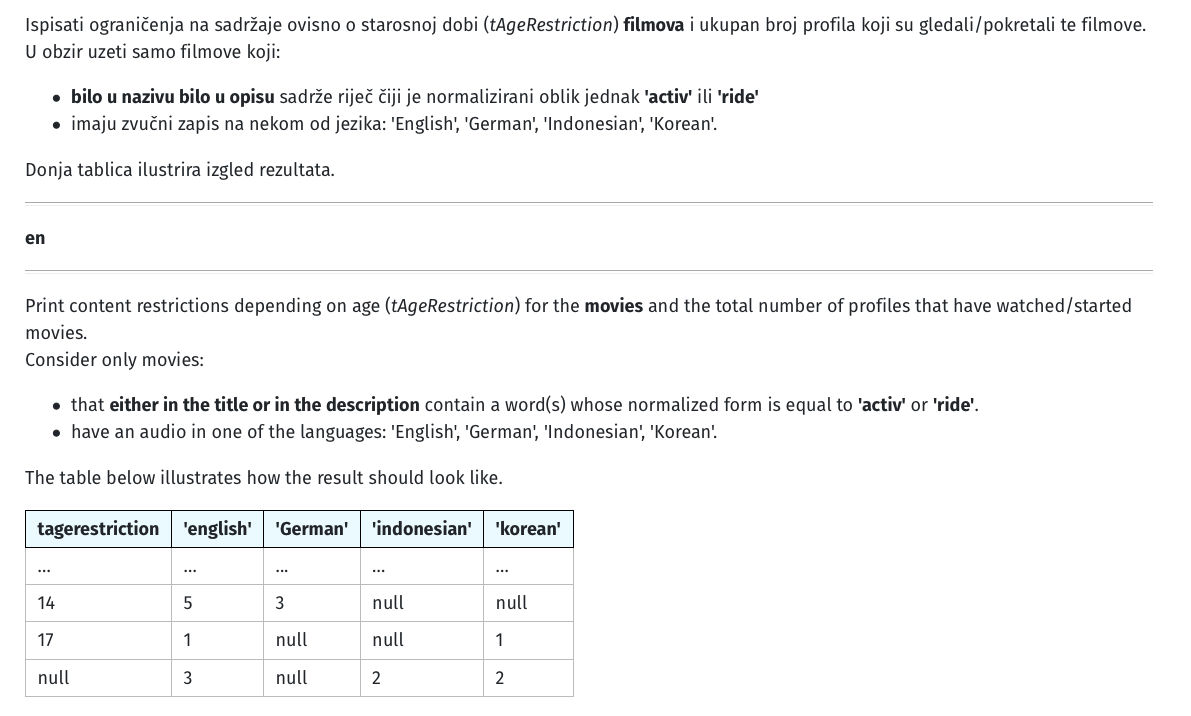 Ispisati ograničenja na sadržaje ovisno o starosnoj dobi (tAgeRestriction) filmova i ukupan broj profila koji su gledali/pokretali te filmove.
U obzir uzeti samo filmove koji:
• bilo u nazivu bilo u opisu sadrže riječ čiji je normalizirani oblik jednak 'activ' ili 'ride'
• imaju zvučni zapis na nekom od jezika: 'English', 'German', 'Indonesian', 'Korean'.
Donja tablica ilustrira izgled rezultata.
en
Print content restrictions depending on age (tAgeRestriction) for the movies and the total number of profiles that have watched/started
movies.
Consider only movies:
• that either in the title or in the description contain a word(s) whose normalized form is equal to 'activ' or 'ride'.
• have an audio in one of the languages: 'English', 'German', 'Indonesian', 'Korean'.
The table below illustrates how the result should look like.
tagerestriction 'english' 'German' 'indonesian' 'korean'
... ... ... ... ...
14 5 3 null null
17 1 null null 1
null 3 null 2 2